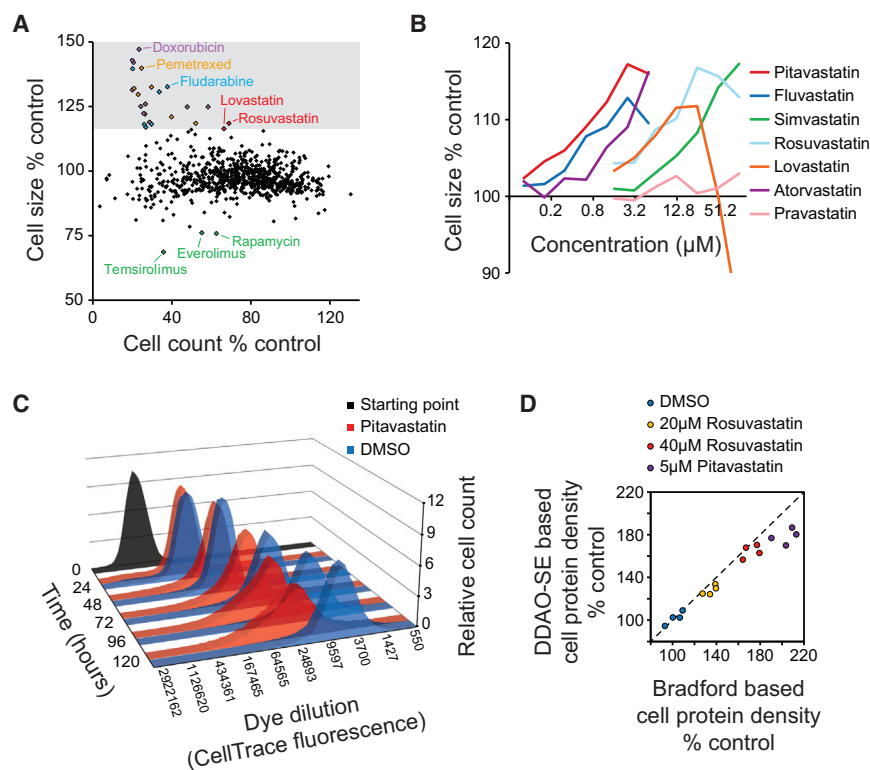 A
150
125
100
75
50
0
40
80
120
Cell size % control
Cell count % control
Doxorubicin
Pemetrexed
Fludarabine
Lovastatin
Rosuvastatin
Rapamycin
Everolimus
Temsirolimus
B
120
110
100
90
0.2
0.8
3.2
12.8
51.2
Cell size % control
Concentration (µM)
Pitavastatin
Fluvastatin
Simvastatin
Rosuvastatin
Lovastatin
Atorvastatin
Pravastatin
C
Starting point
Pitavastatin
DMSO
12
9
6
3
0
Relative cell count
0
24
48
72
96
120
Time (hours)
2922162
1126620
434361
167465
64565
24893
9597
3700
1427
550
Dye dilution
(CellTrace fluorescence)
D
DMSO
20µM Rosuvastatin
40µM Rosuvastatin
5µM Pitavastatin
220
180
140
100
100
140
180
220
DDAO-SE based
cell protein density
% control
Bradford based
cell protein density
% control